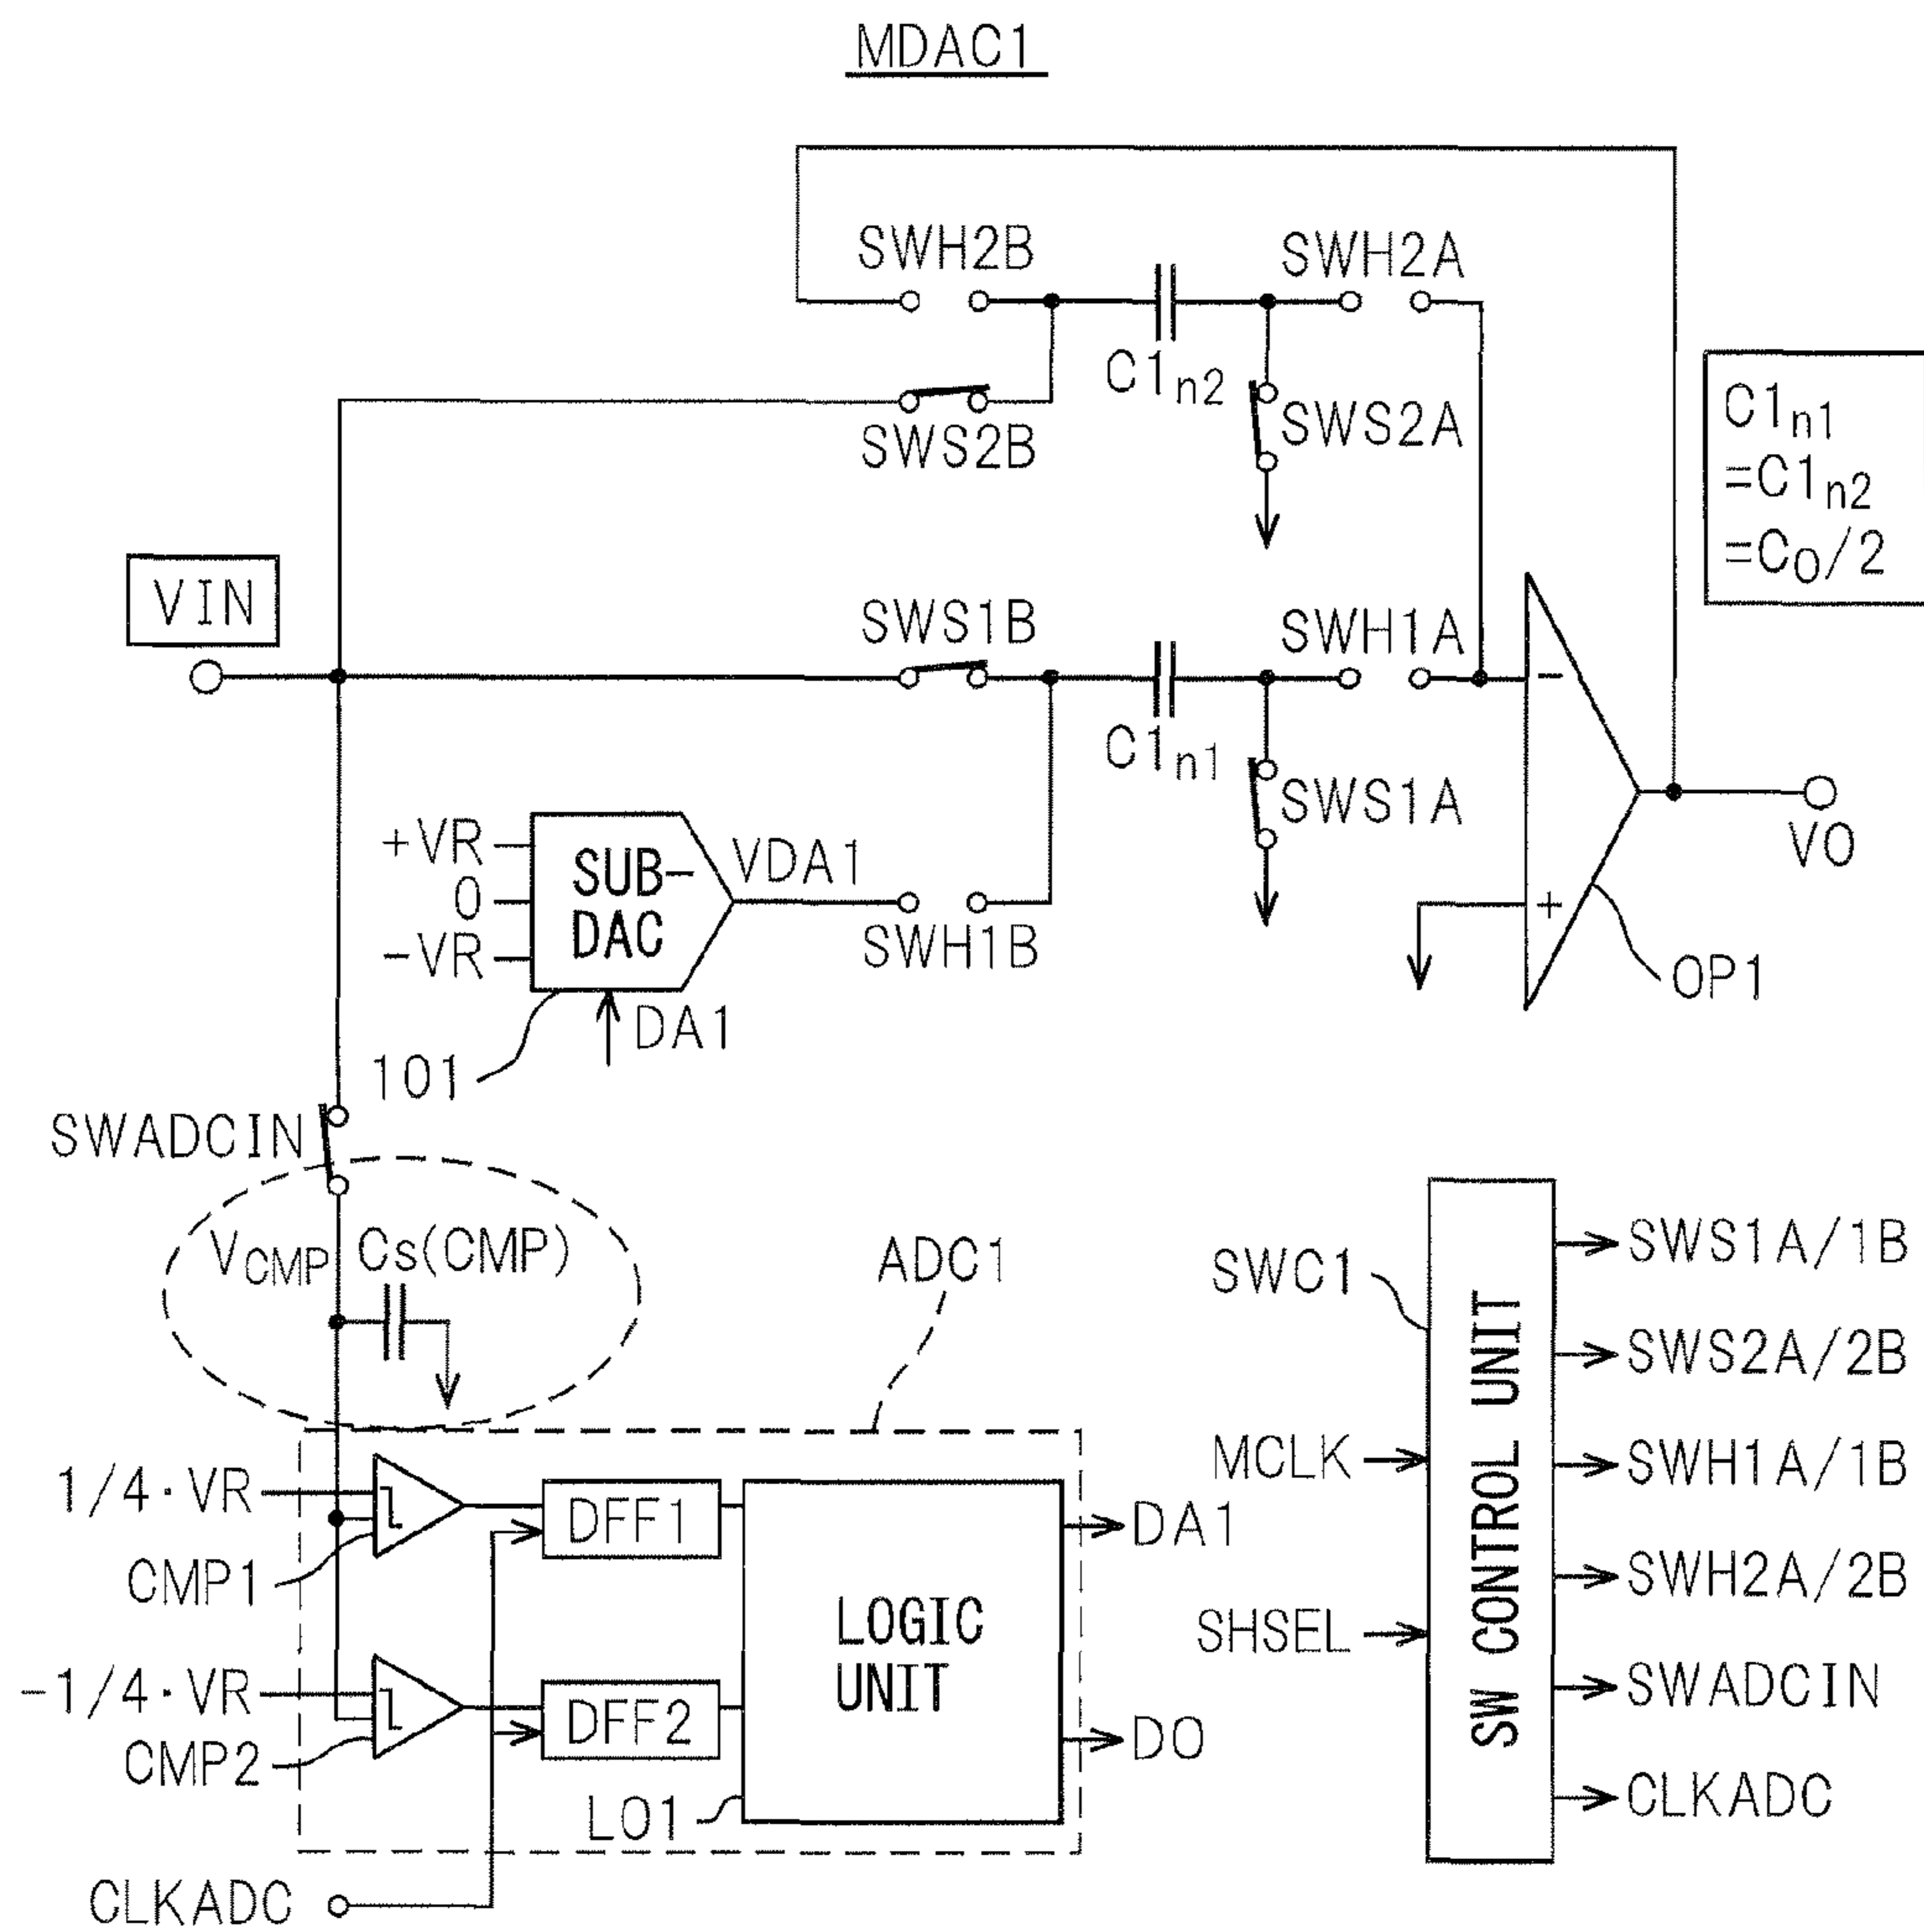 MDAC1
SWH2B
SWH2A
C1n2
SWS2B
SWS2A
C1n1
=C1n2
=C0/2
VIN
SWS1B
SWH1A
C1n1
SWS1A
-
+
VO
OP1
+VR
0
-VR
SUB-
DAC
VDA1
SWH1B
DA1
101
SWADCIN
VCMP
Cs(CMP)
ADC1
1/4·VR
CMP1
-1/4·VR
CMP2
DFF1
DFF2
LOGIC
UNIT
LO1
DA1
DO
CLKADC
SWC1
MCLK
SHSEL
SW CONTROL UNIT
SWS1A/1B
SWS2A/2B
SWH1A/1B
SWH2A/2B
SWADCIN
CLKADC